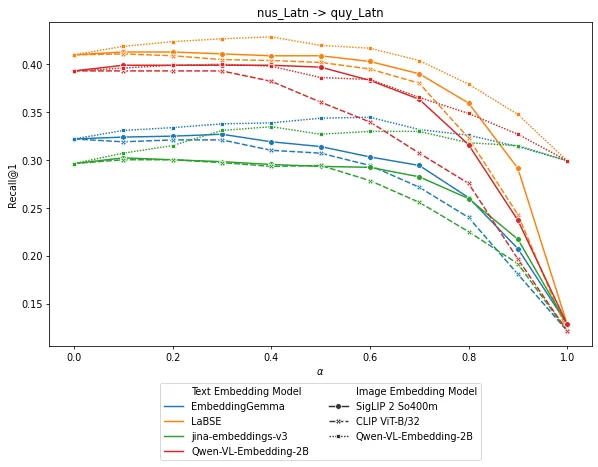 nus_Latn -> quy_Latn
Recall@1
0.40
0.35
0.30
0.25
0.20
0.15
0.0 0.2 0.4 0.6 0.8 1.0
α
Text Embedding Model Image Embedding Model
EmbeddingGemma SigLIP 2 So400m
LaBSE CLIP ViT-B/32
jina-embeddings-v3 Qwen-VL-Embedding-2B
Qwen-VL-Embedding-2B